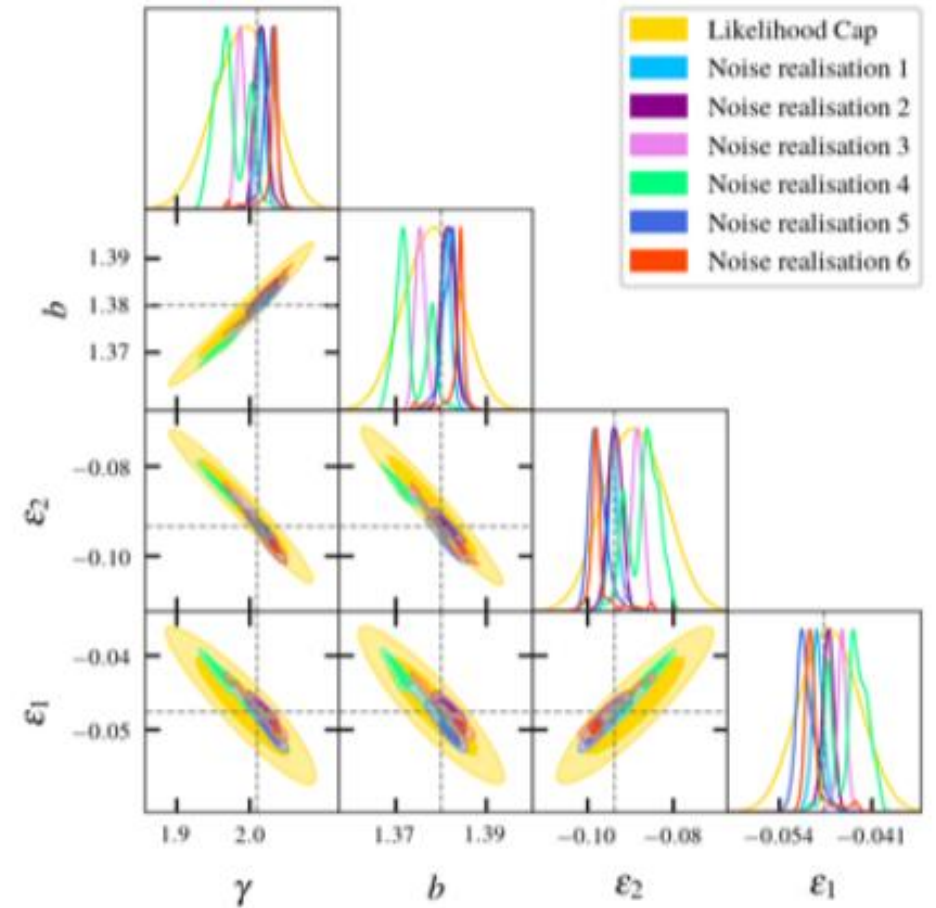 Likelihood Cap
Noise realisation 1
Noise realisation 2
Noise realisation 3
Noise realisation 4
Noise realisation 5
Noise realisation 6
1.39
1.38
1.37
b
−0.08
−0.10
ε2
−0.04
−0.05
ε1
1.9 2.0 1.37 1.39 −0.10 −0.08 −0.054 −0.041
γ b ε2 ε1